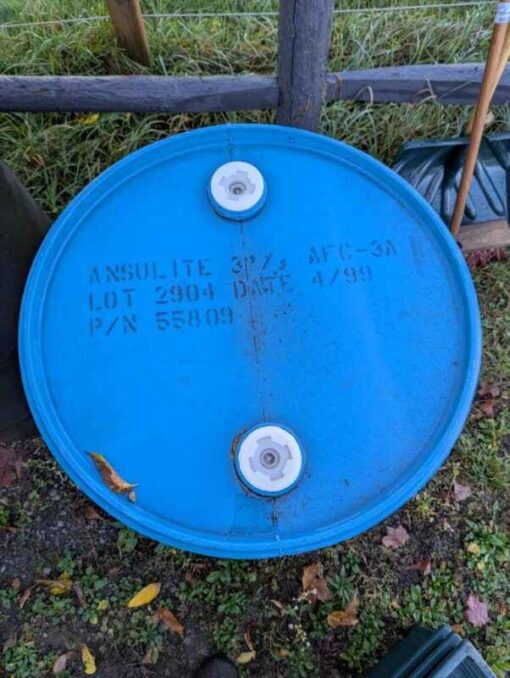 ANSULITE 3% AFC-3A
LOT 2904 DATE 4/99
P/N 55809